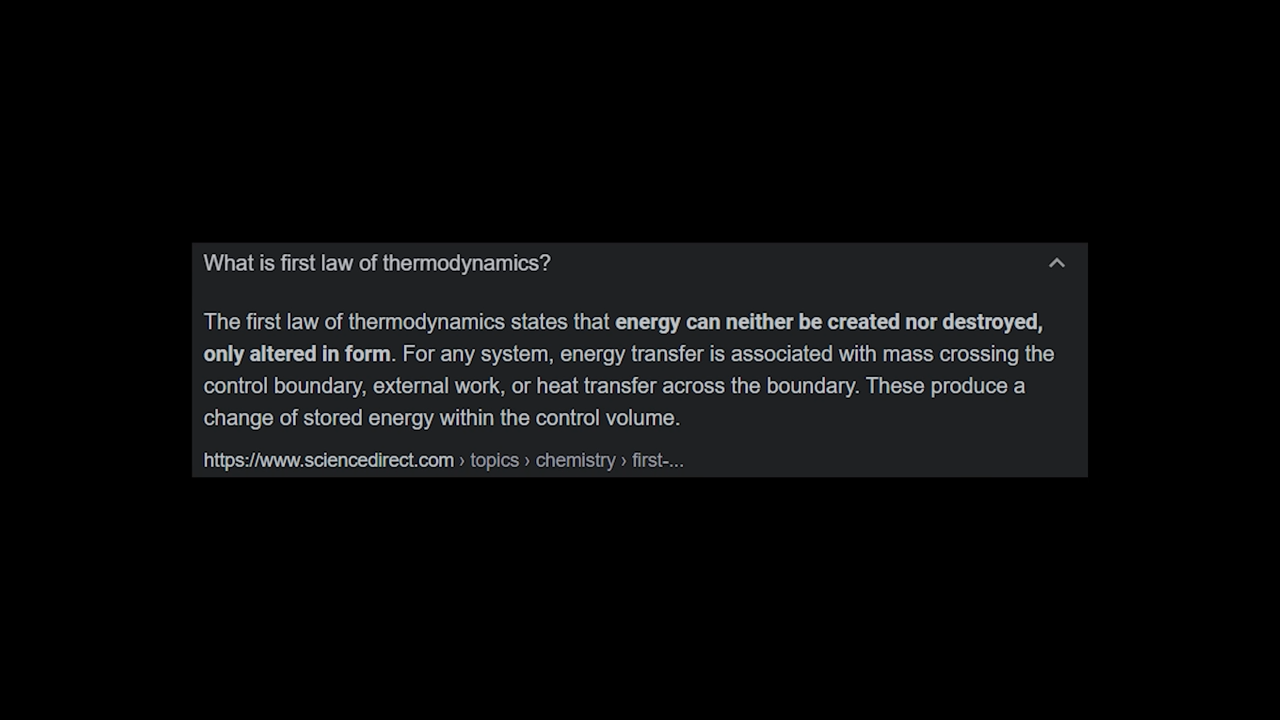 What is first law of thermodynamics?
The first law of thermodynamics states that energy can neither be created nor destroyed,
only altered in form. For any system, energy transfer is associated with mass crossing the
control boundary, external work, or heat transfer across the boundary. These produce a
change of stored energy within the control volume.
https://www.sciencedirect.com › topics › chemistry › first-...